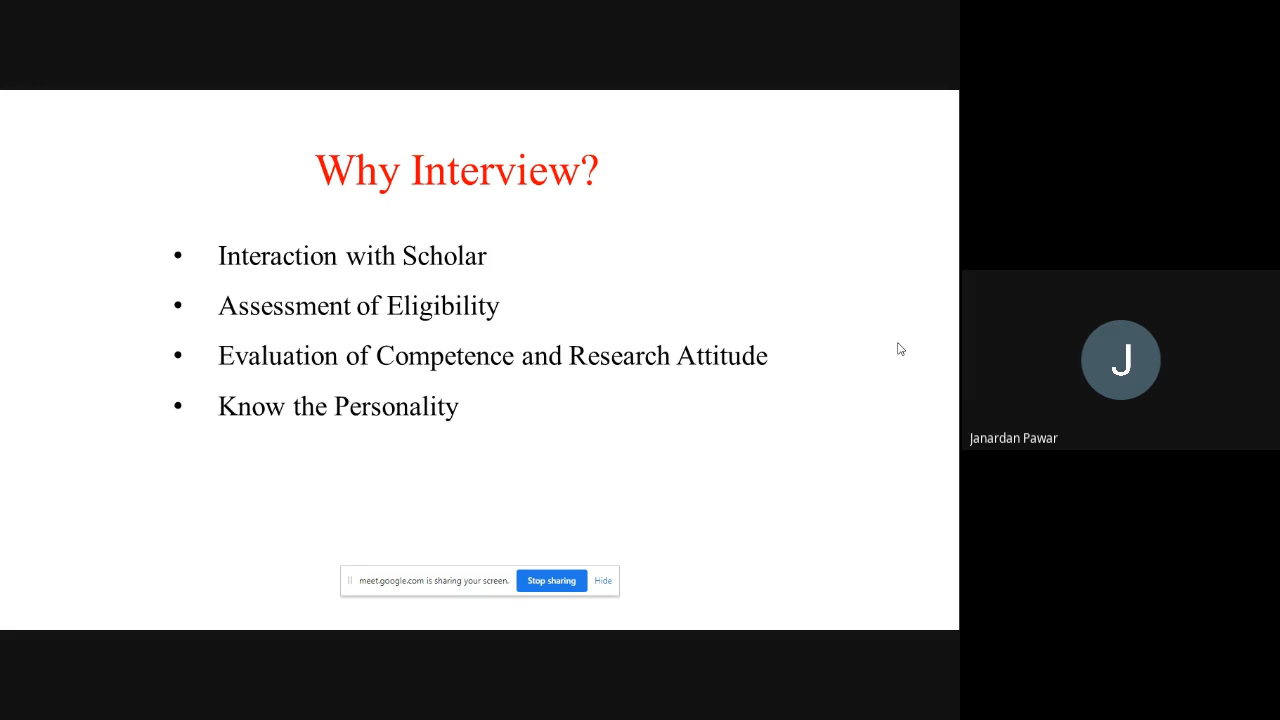 Why Interview?
• Interaction with Scholar
• Assessment of Eligibility
• Evaluation of Competence and Research Attitude
• Know the Personality
J
Janardan Pawar
meet.google.com is sharing your screen. Stop sharing Hide